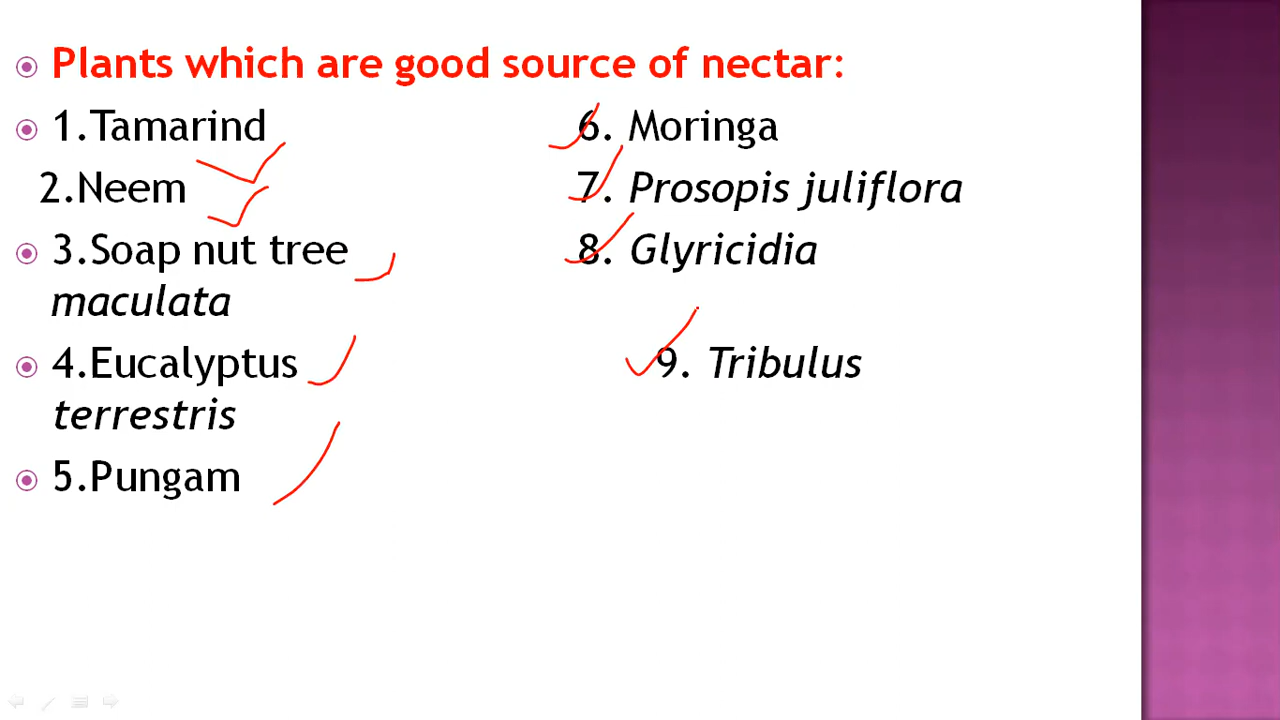 Plants which are good source of nectar:
1.Tamarind 6. Moringa
2.Neem 7. Prosopis juliflora
3.Soap nut tree 8. Glyricidia
maculata
4.Eucalyptus 9. Tribulus
terrestris
5.Pungam